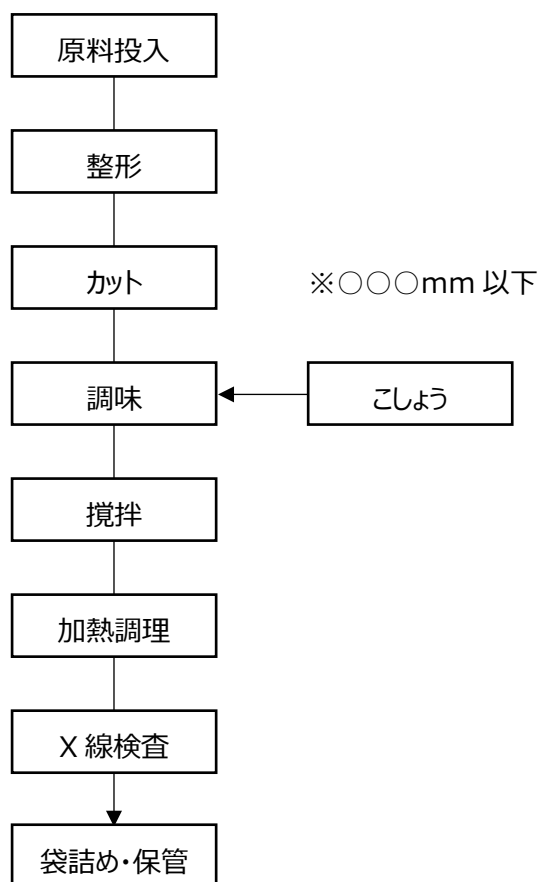 原料投入
整形
カット
※○○○mm 以下
調味
こしょう
撹拌
加熱調理
X 線検査
袋詰め・保管